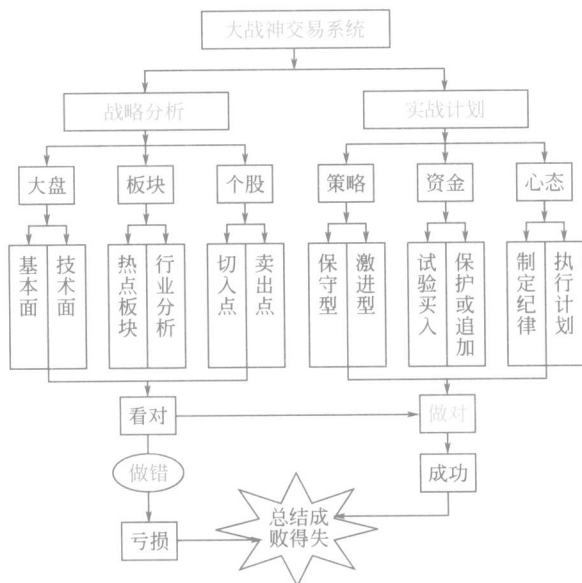 大战神交易系统
战略分析
实战计划
大盘
板块
个股
策略
资金
心态
基本面
技术面
热点板块
行业分析
切入点
卖出点
保守型
激进型
试验买入
保护或追加
制定纪律
执行计划
看对
做对
做错
成功
亏损
总结成
败得失